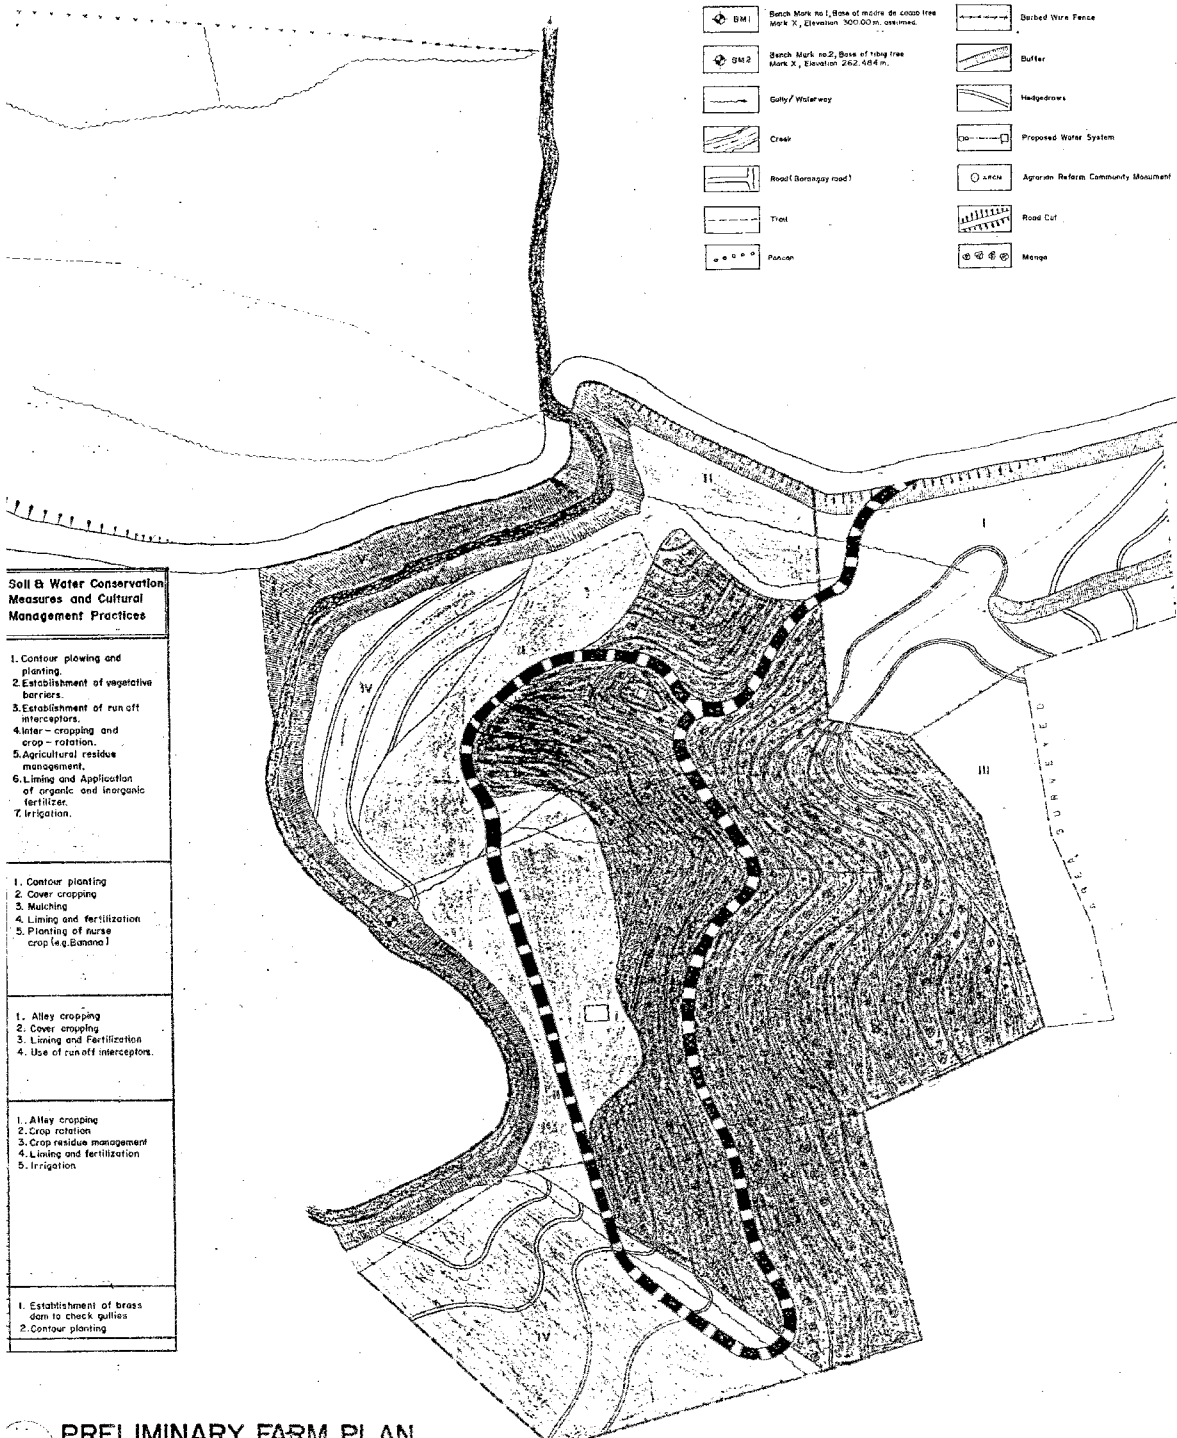 BM1
Bench Mark no.1, Base of madre de cacao tree
Mark X, Elevation 300.00 m. assumed.
BM2
Bench Mark no.2, Base of tibig tree
Mark X, Elevation 262.484 m.
Gully/ Waterway
Creek
Road ( Barangay road )
Trail
Barbed Wire Fence
Buffer
Hedgerows
Proposed Water System
ARCM
Agrarian Reform Community Monument
Road Cut
Mango
II
I
Soil & Water Conservation
Measures and Cultural
Management Practices
1. Contour plowing and
planting.
2. Establishment of vegetative
barriers.
3. Establishment of run off
interceptors.
4. Inter - cropping and
crop - rotation.
5. Agricultural residue
management.
6. Liming and Application
of organic and inorganic
fertilizer.
7. Irrigation.
IV
III
AREA SURVEYED
1. Contour planting
2. Cover cropping
3. Mulching
4. Liming and fertilization
5. Planting of nurse
crop (e.g. Banana)
1. Alley cropping
2. Cover cropping
3. Liming and Fertilization
4. Use of run off interceptors.
1. Alley cropping
2. Crop rotation
3. Crop residue management
4. Liming and fertilization
5. Irrigation
1. Establishment of brass
dam to check gullies
2. Contour planting
IV
PRELIMINARY FARM PLAN